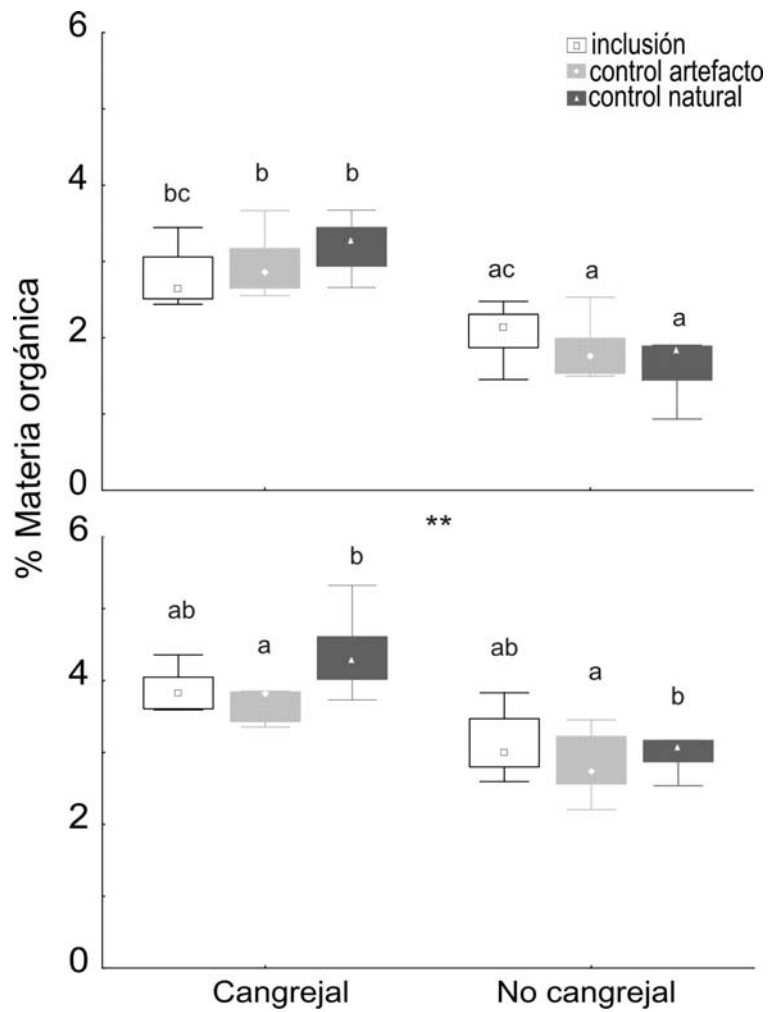 6
inclusión
control artefacto
control natural
4
bc b b
ac a a
2
0
% Materia orgánica
6
**
b
ab a
ab a b
4
2
0
Cangrejal No cangrejal